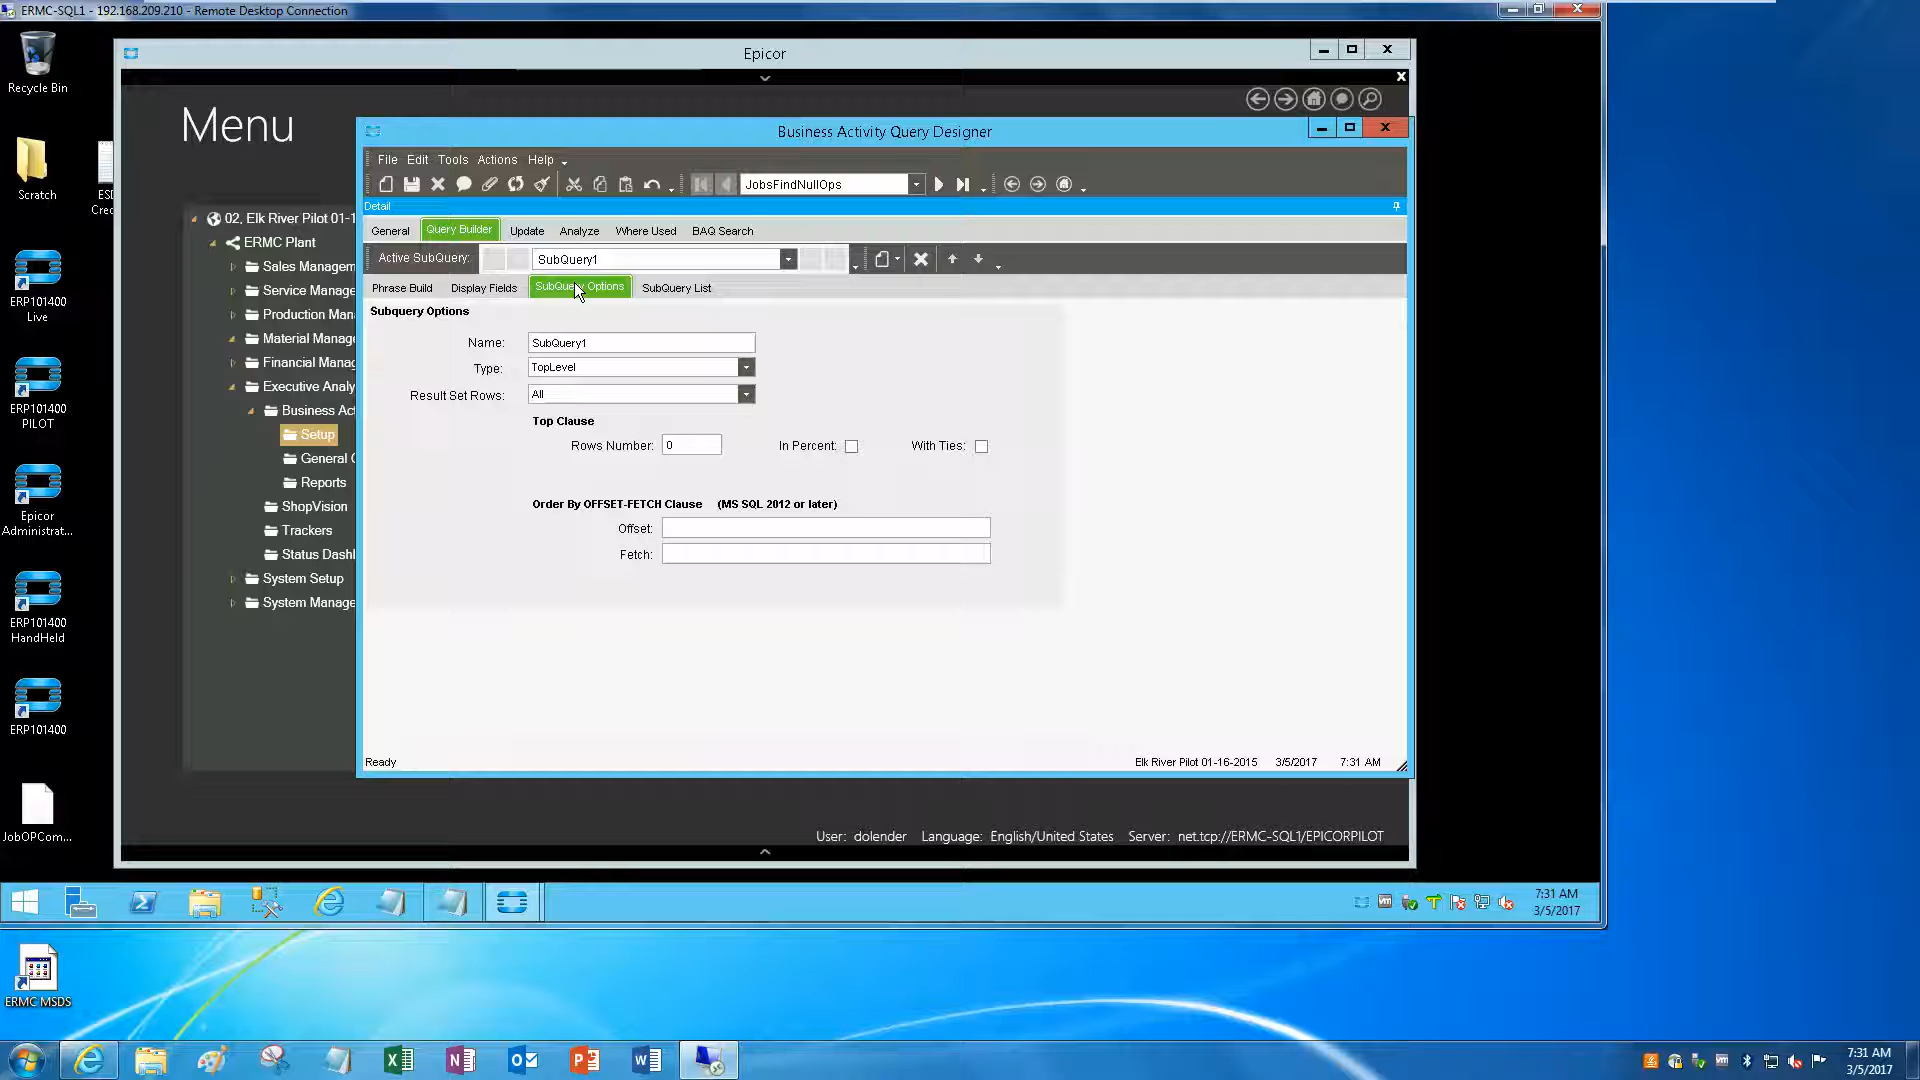 ERMC-SQL1 - 192.168.209.210 - Remote Desktop Connection
Recycle Bin
Scratch
ERP101400
Live
ERP101400
PILOT
Epicor
Administrat...
ERP101400
HandHeld
ERP101400
JobOPCom...
ERMC MSDS
Epicor
Menu
02, Elk River Pilot 01-1
ERMC Plant
Sales Managem
Service Manage
Production Man
Material Manage
Financial Manag
Executive Analy
Business Act
Setup
General
Reports
ShopVision
Trackers
Status Dash
System Setup
System Manage
Business Activity Query Designer
File Edit Tools Actions Help
JobsFindNullOps
Detail
General Query Builder Update Analyze Where Used BAQ Search
Active SubQuery: SubQuery1
Phrase Build Display Fields SubQuery Options SubQuery List
Subquery Options
Name: SubQuery1
Type: TopLevel
Result Set Rows: All
Top Clause
Rows Number: 0 In Percent: With Ties:
Order By OFFSET-FETCH Clause (MS SQL 2012 or later)
Offset:
Fetch:
Ready Elk River Pilot 01-16-2015 3/5/2017 7:31 AM
User: dolender Language: English/United States Server: net.tcp://ERMC-SQL1/EPICORPILOT
7:31 AM
3/5/2017
7:31 AM
3/5/2017